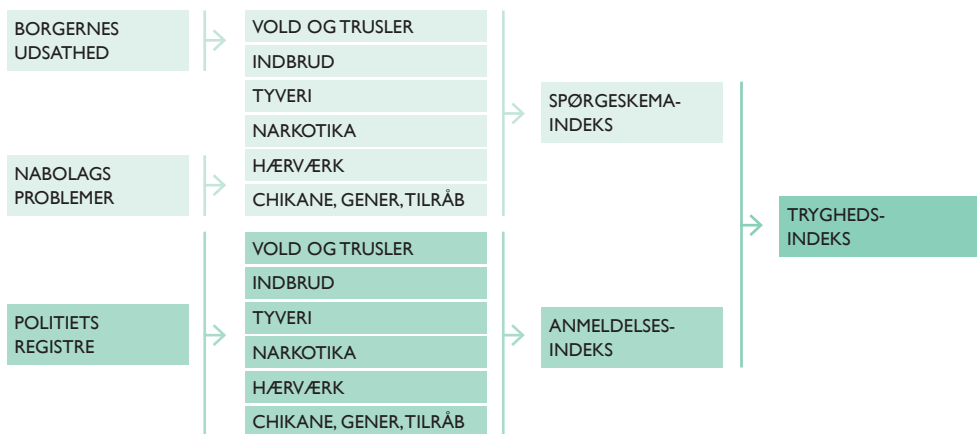 BORGERNES
UDSATHED
NABOLAGS
PROBLEMER
VOLD OG TRUSLER
INDBRUD
TYVERI
NARKOTIKA
HÆRVÆRK
CHIKANE, GENER, TILRÅB
SPØRGESKEMA-
INDEKS
POLITIETS
REGISTRE
VOLD OG TRUSLER
INDBRUD
TYVERI
NARKOTIKA
HÆRVÆRK
CHIKANE, GENER, TILRÅB
ANMELDELSES-
INDEKS
TRYGHEDS-
INDEKS